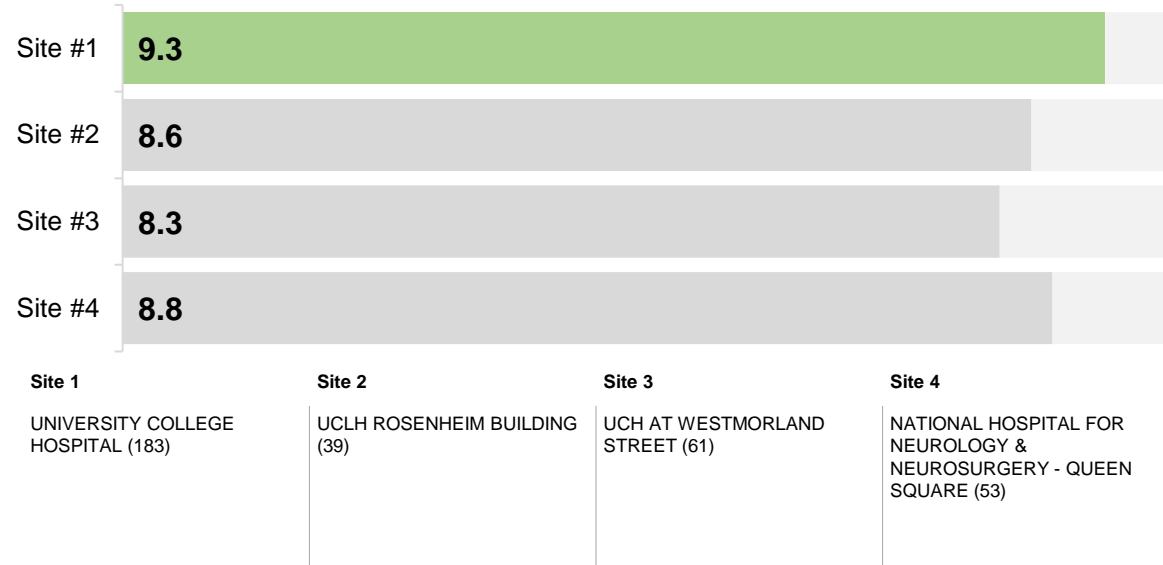 Site #1
9.3
Site #2
8.6
Site #3
8.3
Site #4
8.8
Site 1
UNIVERSITY COLLEGE
HOSPITAL (183)
Site 2
UCLH ROSENHEIM BUILDING
(39)
Site 3
UCH AT WESTMORLAND
STREET (61)
Site 4
NATIONAL HOSPITAL FOR
NEUROLOGY &
NEUROSURGERY - QUEEN
SQUARE (53)